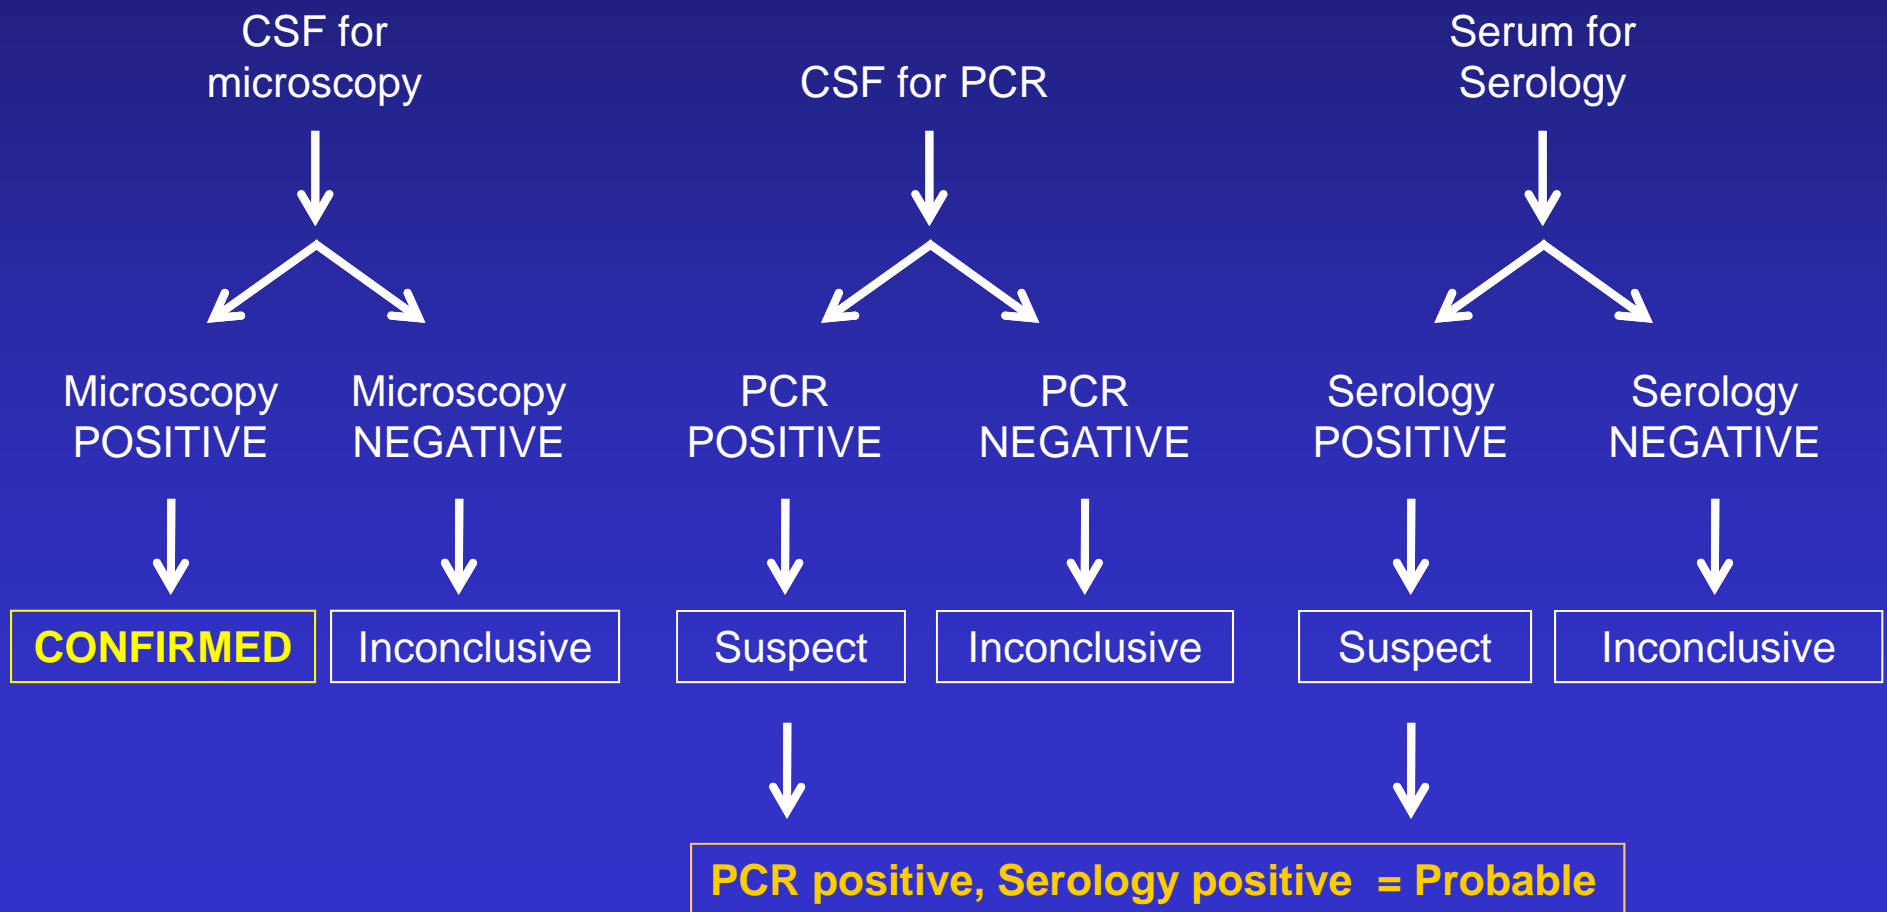 CSF for
microscopy
CSF for PCR
Serum for
Serology
Microscopy
POSITIVE
Microscopy
NEGATIVE
PCR
POSITIVE
PCR
NEGATIVE
Serology
POSITIVE
Serology
NEGATIVE
CONFIRMED
Inconclusive
Suspect
Inconclusive
Suspect
Inconclusive
PCR positive, Serology positive = Probable